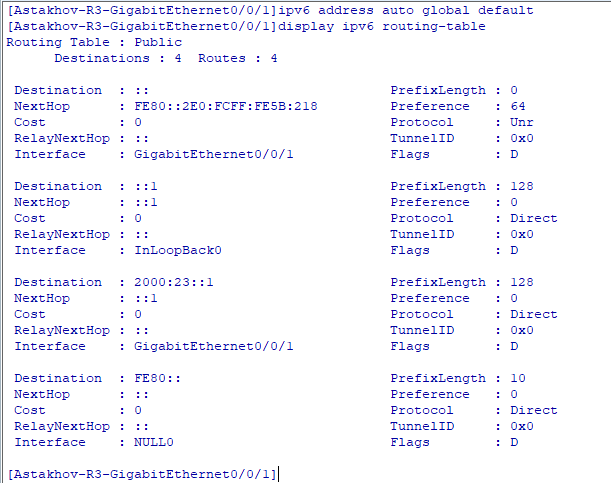 [Astakhov-R3-GigabitEthernet0/0/1]ipv6 address auto global default
[Astakhov-R3-GigabitEthernet0/0/1]display ipv6 routing-table
Routing Table : Public
Destinations : 4 Routes : 4
Destination : :: PrefixLength : 0
NextHop : FE80::2E0:FCFF:FE5B:218 Preference : 64
Cost : 0 Protocol : Unr
RelayNextHop : :: TunnelID : 0x0
Interface : GigabitEthernet0/0/1 Flags : D
Destination : ::1 PrefixLength : 128
NextHop : ::1 Preference : 0
Cost : 0 Protocol : Direct
RelayNextHop : :: TunnelID : 0x0
Interface : InLoopBack0 Flags : D
Destination : 2000:23::1 PrefixLength : 128
NextHop : ::1 Preference : 0
Cost : 0 Protocol : Direct
RelayNextHop : :: TunnelID : 0x0
Interface : GigabitEthernet0/0/1 Flags : D
Destination : FE80:: PrefixLength : 10
NextHop : :: Preference : 0
Cost : 0 Protocol : Direct
RelayNextHop : :: TunnelID : 0x0
Interface : NULL0 Flags : D
[Astakhov-R3-GigabitEthernet0/0/1]